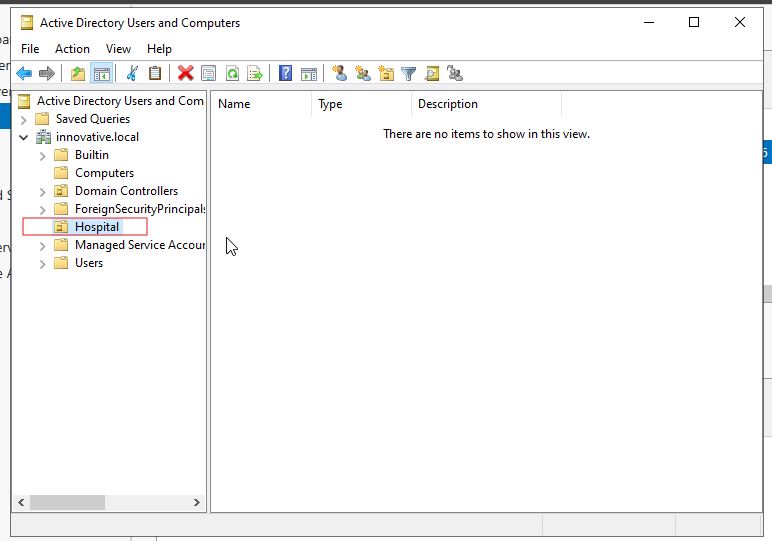 Active Directory Users and Computers
File Action View Help
Active Directory Users and Com
Name Type Description
Saved Queries
There are no items to show in this view.
innovative.local
Builtin
Computers
Domain Controllers
ForeignSecurityPrincipals
Hospital
Managed Service Accour
Users